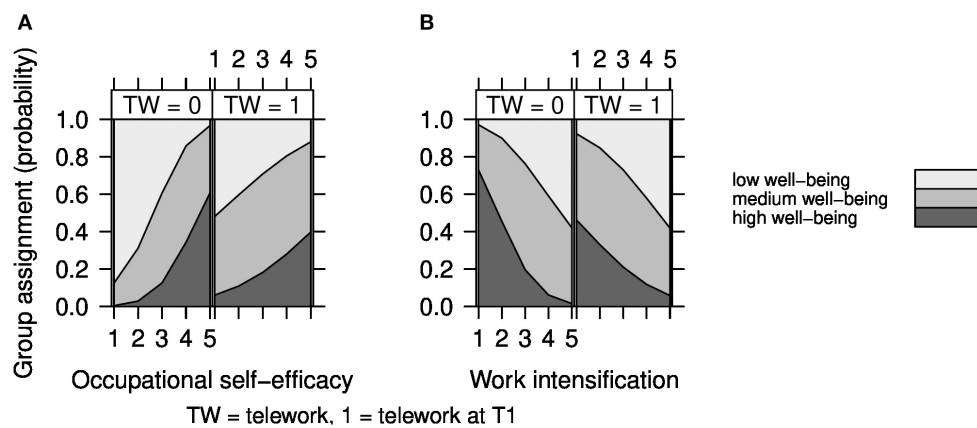 A B
1 2 3 4 5 1 2 3 4 5
TW = 0 TW = 1 TW = 0 TW = 1
Group assignment (probability)
1.0 1.0
0.8 0.8
0.6 0.6
0.4 0.4
0.2 0.2
0.0 0.0
1 2 3 4 5 1 2 3 4 5
Occupational self−efficacy Work intensification
TW = telework, 1 = telework at T1
low well−being
medium well−being
high well−being